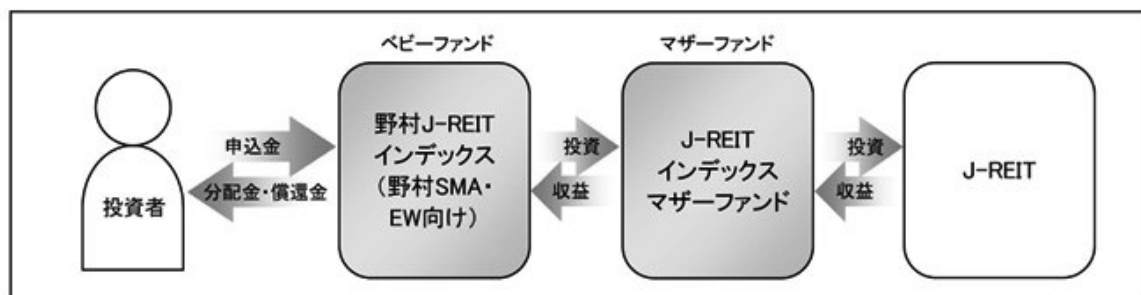 ベビーファンド
マザーファンド
投資者
申込金
分配金・償還金
野村J-REIT
インデックス
（野村SMA・
EW向け）
投資
収益
J-REIT
インデックス
マザーファンド
投資
収益
J-REIT